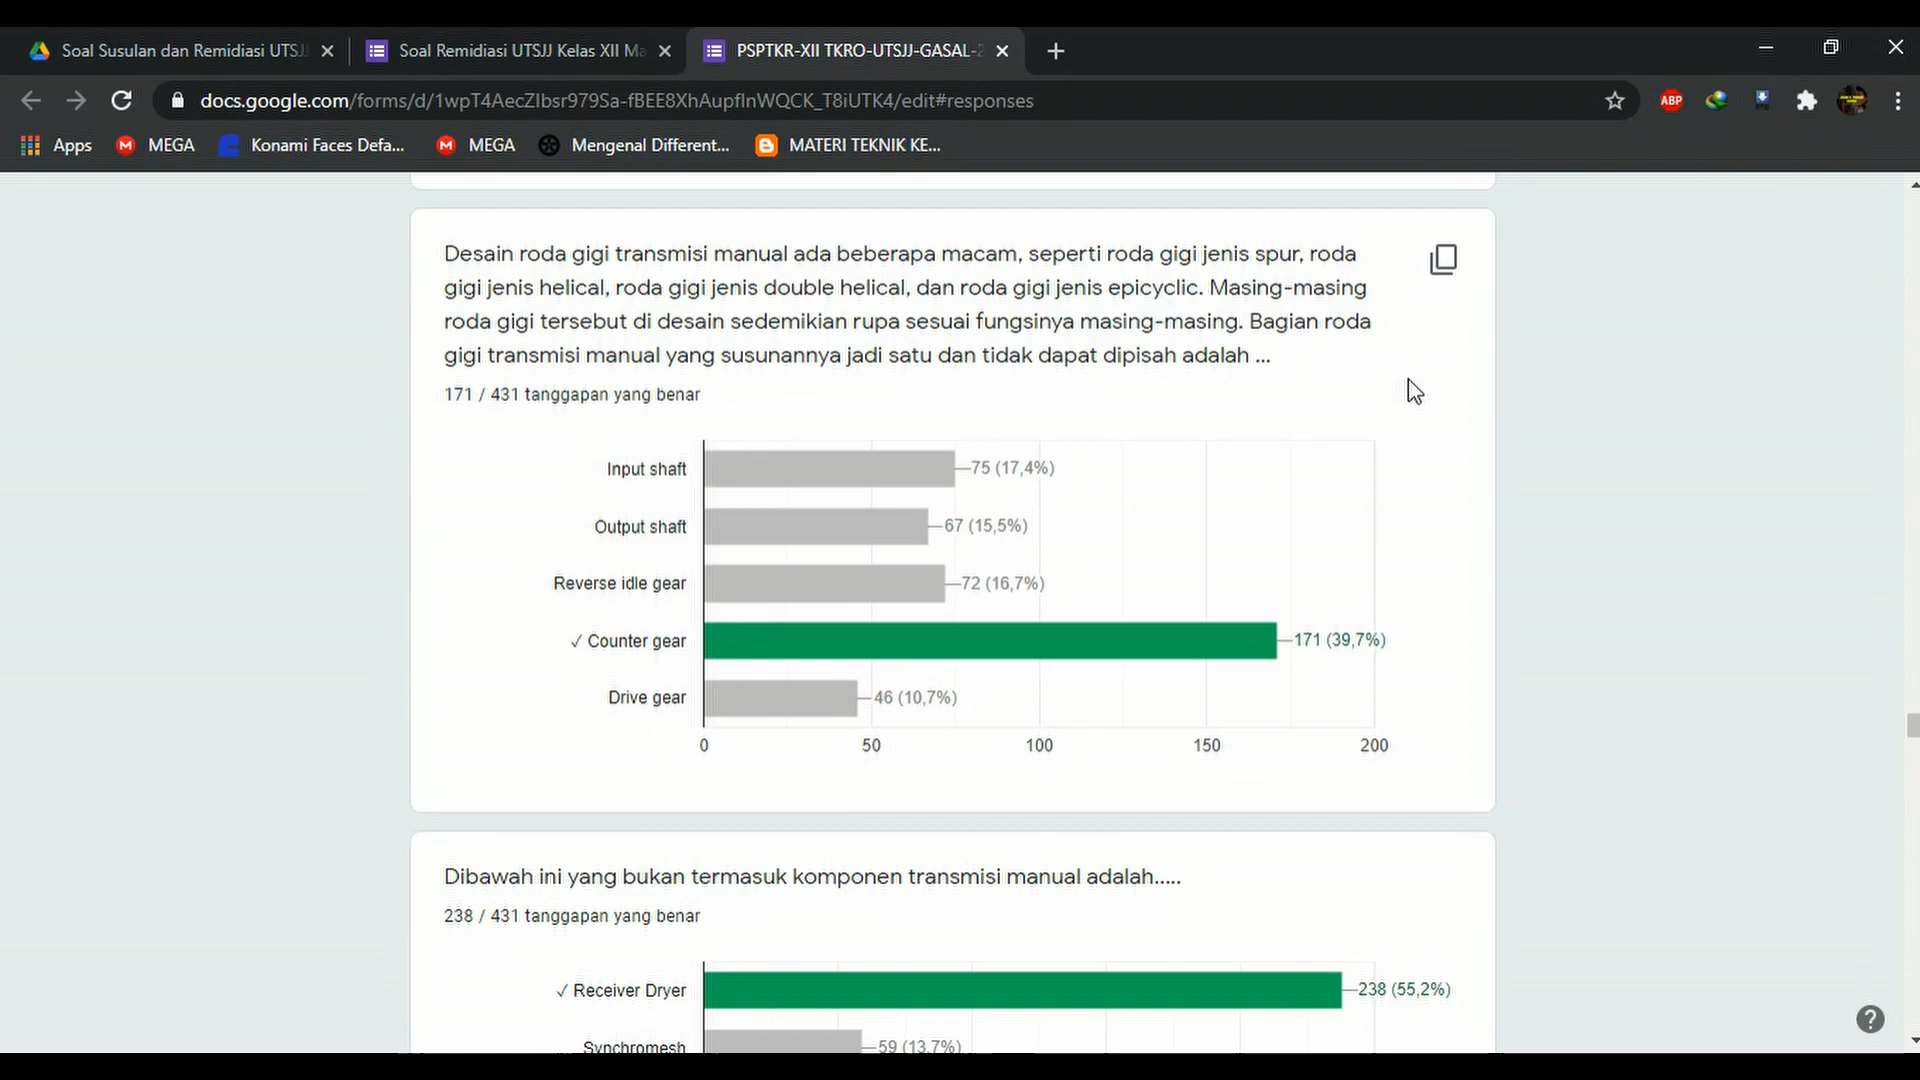 Soal Susulan dan Remidiasi UTSJ
Soal Remidiasi UTSJJ Kelas XII Ma
PSPTKR-XII TKRO-UTSJJ-GASAL-2
docs.google.com/forms/d/1wpT4AecZIbsr979Sa-fBEE8XhAupfInWQCK_T8iUTK4/edit#responses
ABP
Apps
MEGA
Konami Faces Defa...
MEGA
Mengenal Different...
MATERI TEKNIK KE...
Desain roda gigi transmisi manual ada beberapa macam, seperti roda gigi jenis spur, roda
gigi jenis helical, roda gigi jenis double helical, dan roda gigi jenis epicyclic. Masing-masing
roda gigi tersebut di desain sedemikian rupa sesuai fungsinya masing-masing. Bagian roda
gigi transmisi manual yang susunannya jadi satu dan tidak dapat dipisah adalah ...
171 / 431 tanggapan yang benar
Input shaft 75 (17,4%)
Output shaft 67 (15,5%)
Reverse idle gear 72 (16,7%)
✓ Counter gear 171 (39,7%)
Drive gear 46 (10,7%)
0 50 100 150 200
Dibawah ini yang bukan termasuk komponen transmisi manual adalah.....
238 / 431 tanggapan yang benar
✓ Receiver Dryer 238 (55,2%)
Synchromesh 59 (13,7%)